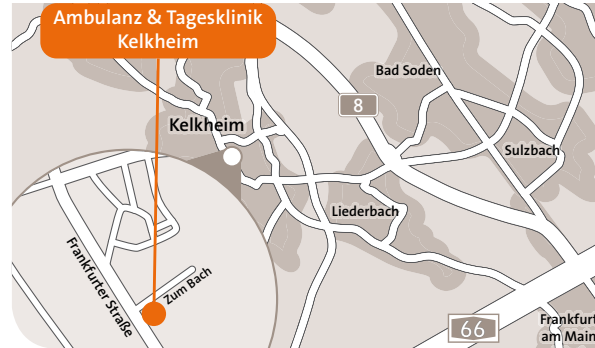 Ambulanz & Tagesklinik
Kelkheim
Bad Soden
8
Kelkheim
Sulzbach
Liederbach
Frankfurter Straße
Zum Bach
66
Frankfurt
am Main